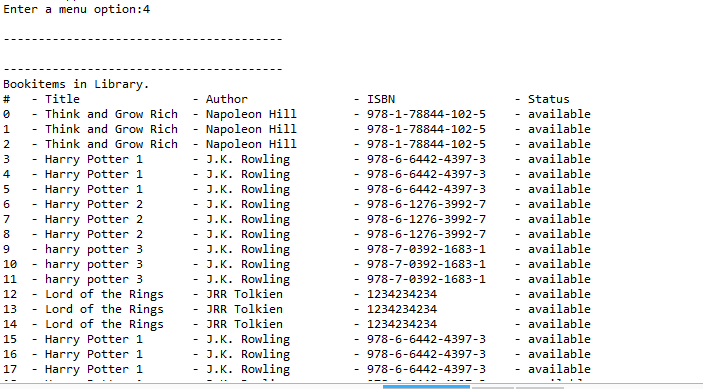 Enter a menu option:4
----------------------------------------
----------------------------------------
Bookitems in Library.
#   - Title                - Author               - ISBN                 - Status
0   - Think and Grow Rich  - Napoleon Hill        - 978-1-78844-102-5    - available
1   - Think and Grow Rich  - Napoleon Hill        - 978-1-78844-102-5    - available
2   - Think and Grow Rich  - Napoleon Hill        - 978-1-78844-102-5    - available
3   - Harry Potter 1       - J.K. Rowling         - 978-6-6442-4397-3    - available
4   - Harry Potter 1       - J.K. Rowling         - 978-6-6442-4397-3    - available
5   - Harry Potter 1       - J.K. Rowling         - 978-6-6442-4397-3    - available
6   - Harry Potter 2       - J.K. Rowling         - 978-6-1276-3992-7    - available
7   - Harry Potter 2       - J.K. Rowling         - 978-6-1276-3992-7    - available
8   - Harry Potter 2       - J.K. Rowling         - 978-6-1276-3992-7    - available
9   - harry potter 3       - J.K. Rowling         - 978-7-0392-1683-1    - available
10  - harry potter 3       - J.K. Rowling         - 978-7-0392-1683-1    - available
11  - harry potter 3       - J.K. Rowling         - 978-7-0392-1683-1    - available
12  - Lord of the Rings    - JRR Tolkien          - 1234234234           - available
13  - Lord of the Rings    - JRR Tolkien          - 1234234234           - available
14  - Lord of the Rings    - JRR Tolkien          - 1234234234           - available
15  - Harry Potter 1       - J.K. Rowling         - 978-6-6442-4397-3    - available
16  - Harry Potter 1       - J.K. Rowling         - 978-6-6442-4397-3    - available
17  - Harry Potter 1       - J.K. Rowling         - 978-6-6442-4397-3    - available